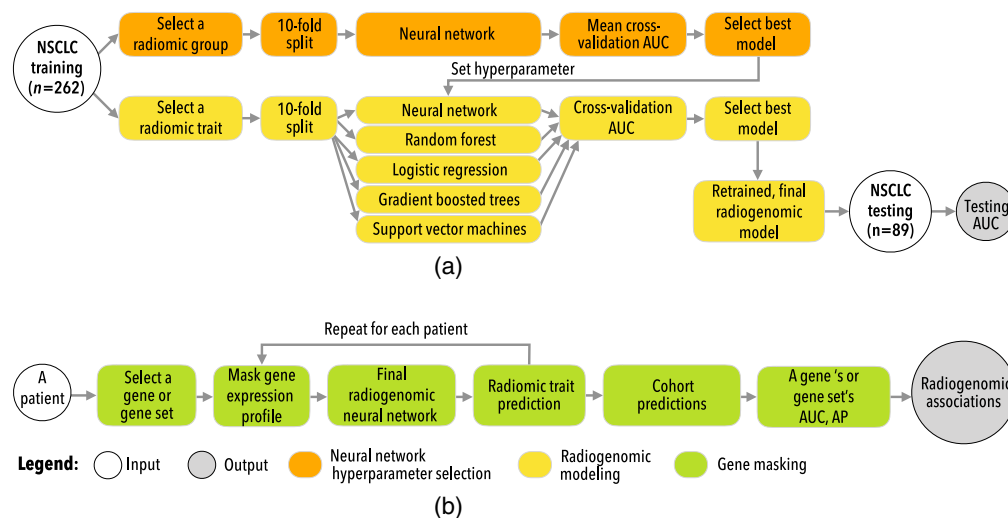 NSCLC
training
(n=262)
Select a
radiomic group
10-fold
split
Neural network
Mean cross-
validation AUC
Select best
model
Set hyperparameter
Select a
radiomic trait
10-fold
split
Neural network
Random forest
Logistic regression
Gradient boosted trees
Support vector machines
Cross-validation
AUC
Select best
model
Retrained, final
radiogenomic
model
NSCLC
testing
(n=89)
Testing
AUC
(a)
Repeat for each patient
A
patient
Select a
gene or
gene set
Mask gene
expression
profile
Final
radiogenomic
neural network
Radiomic trait
prediction
Cohort
predictions
A gene 's or
gene set's
AUC, AP
Radiogenomic
associations
Legend:
Input
Output
Neural network
hyperparameter selection
Radiogenomic
modeling
Gene masking
(b)